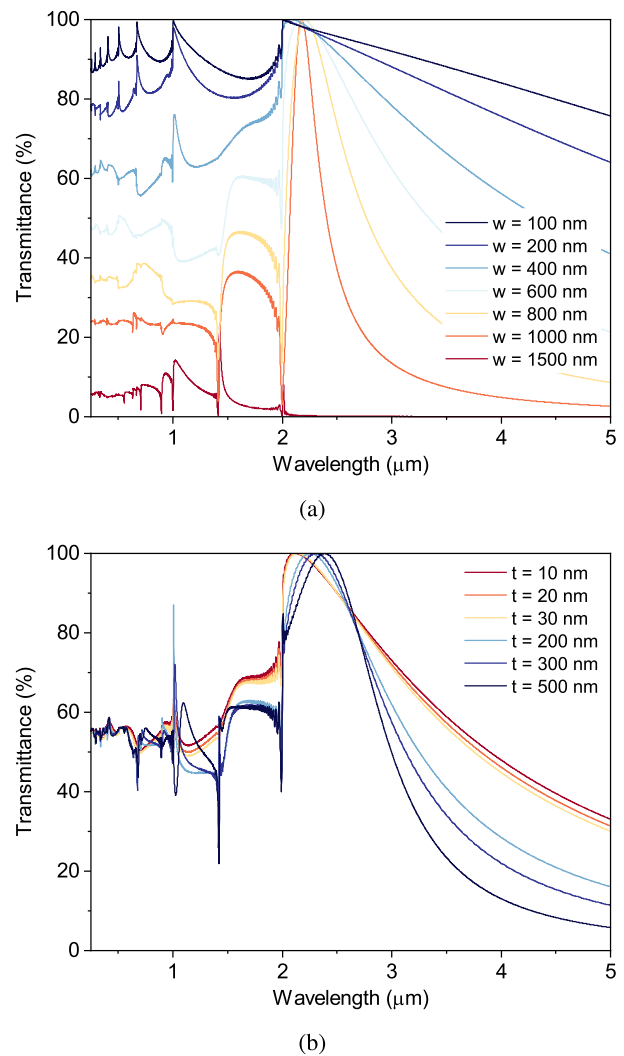 100
80
60
40
20
0
Transmittance (%)
w = 100 nm
w = 200 nm
w = 400 nm
w = 600 nm
w = 800 nm
w = 1000 nm
w = 1500 nm
1 2 3 4 5
Wavelength (μm)
(a)
100
80
60
40
20
0
Transmittance (%)
t = 10 nm
t = 20 nm
t = 30 nm
t = 200 nm
t = 300 nm
t = 500 nm
1 2 3 4 5
Wavelength (μm)
(b)